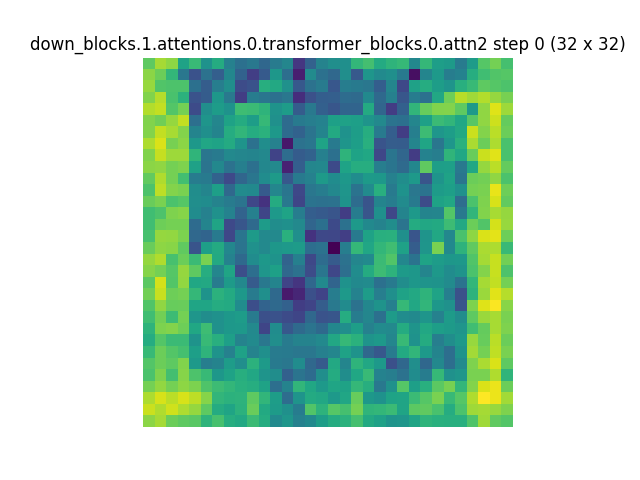 down_blocks.1.attentions.0.transformer_blocks.0.attn2 step 0 (32 x 32)